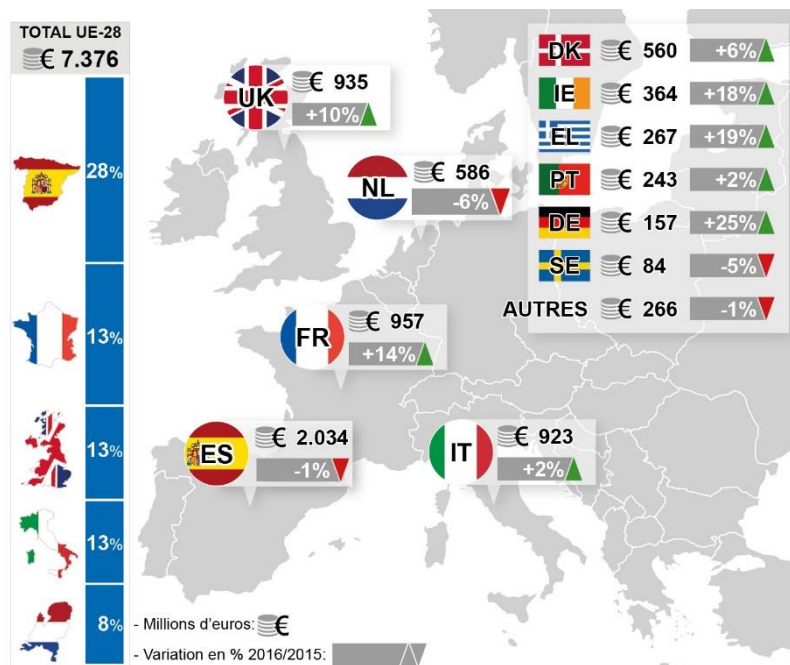 TOTAL UE-28
€ 7.376
28%
13%
13%
13%
8%
UK € 935
+10%
NL € 586
-6%
FR € 957
+14%
ES € 2.034
-1%
IT € 923
+2%
DK € 560 +6%
IE € 364 +18%
EL € 267 +19%
PT € 243 +2%
DE € 157 +25%
SE € 84 -5%
AUTRES € 266 -1%
- Millions d'euros: €
- Variation en % 2016/2015: